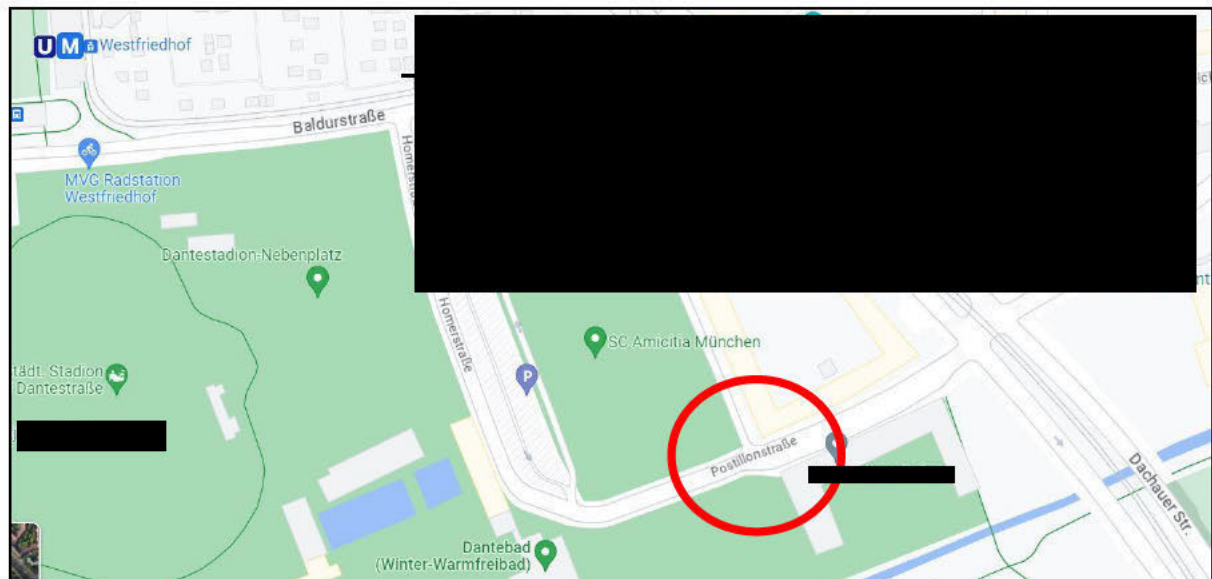 U M Westfriedhof
Baldurstraße
Homerstraße
MVG Radstation
Westfriedhof
Dantestadion-Nebenplatz
Homerstraße
SC Amicitia München
tädt. Stadion
Dantestraße
P
Postillonstraße
Dachauer Str.
Dantebad
(Winter-Warmfreibad)